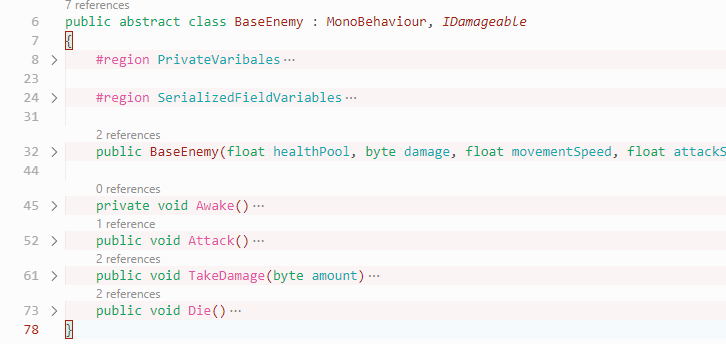 7 references
6 public abstract class BaseEnemy : MonoBehaviour, IDamageable
7 {
8 > #region PrivateVaribales ...
23
24 > #region SerializedFieldVariables ...
31
2 references
32 > public BaseEnemy(float healthPool, byte damage, float movementSpeed, float attackS
44
0 references
45 > private void Awake() ...
1 reference
52 > public void Attack() ...
2 references
61 > public void TakeDamage(byte amount) ...
2 references
73 > public void Die() ...
78 }